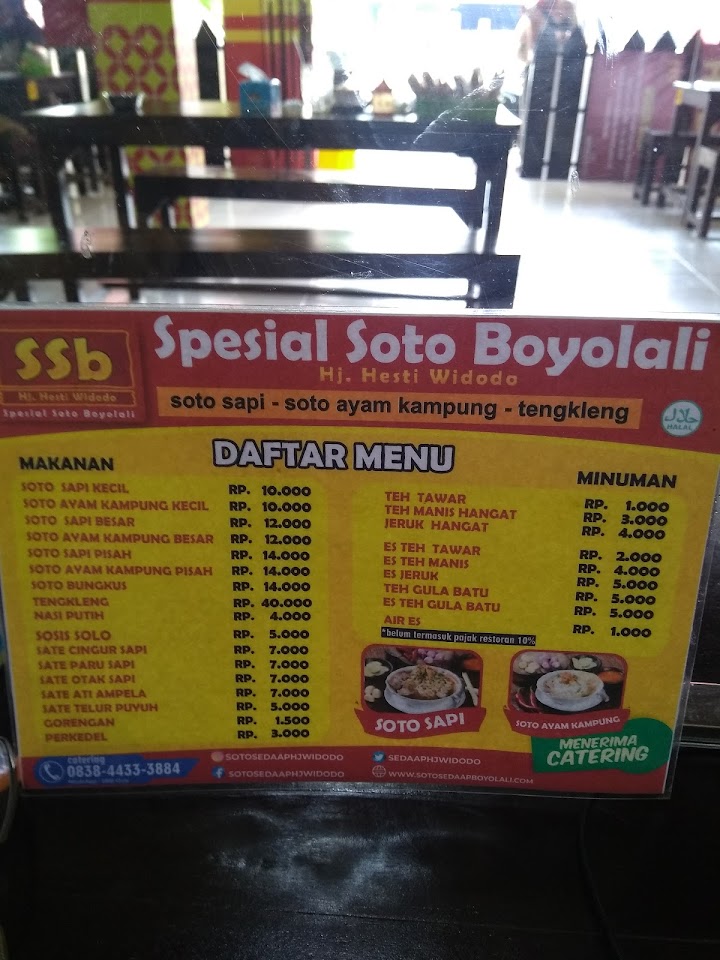 SSb
Hj. Hesti Widodo
Spesial Soto Boyolali
Spesial Soto Boyolali
Hj. Hesti Widodo
soto sapi - soto ayam kampung - tengkleng
حلال
HALAL
DAFTAR MENU
MAKANAN
SOTO SAPI KECIL RP. 10.000
SOTO AYAM KAMPUNG KECIL RP. 10.000
SOTO SAPI BESAR RP. 12.000
SOTO AYAM KAMPUNG BESAR RP. 12.000
SOTO SAPI PISAH RP. 14.000
SOTO AYAM KAMPUNG PISAH RP. 14.000
SOTO BUNGKUS RP. 14.000
TENGKLENG RP. 40.000
NASI PUTIH RP. 4.000
SOSIS SOLO RP. 5.000
SATE CINGUR SAPI RP. 7.000
SATE PARU SAPI RP. 7.000
SATE OTAK SAPI RP. 7.000
SATE ATI AMPELA RP. 7.000
SATE TELUR PUYUH RP. 5.000
GORENGAN RP. 1.500
PERKEDEL RP. 3.000
MINUMAN
TEH TAWAR RP. 1.000
TEH MANIS HANGAT RP. 3.000
JERUK HANGAT RP. 4.000
ES TEH TAWAR RP. 2.000
ES TEH MANIS RP. 4.000
ES JERUK RP. 5.000
TEH GULA BATU RP. 5.000
ES TEH GULA BATU RP. 5.000
AIR ES RP. 1.000
*belum termasuk pajak restoran 10%
SOTO SAPI
SOTO AYAM KAMPUNG
MENERIMA
CATERING
catering
0838-4433-3884
SOTOSEDAAPHJWIDODO
SOTOSEDAAPHJWIDODO
SEDAAPHJWIDODO
WWW.SOTOSEDAAPBOYOLALI.COM